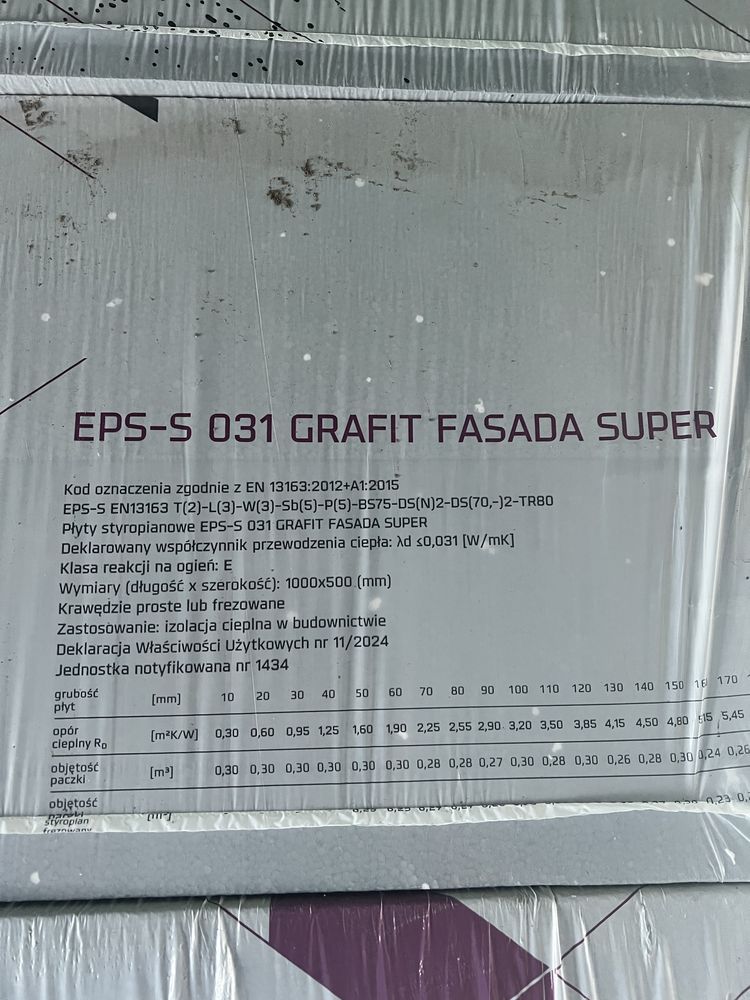 EPS-S 031 GRAFIT FASADA SUPER
Kod oznaczenia zgodnie z EN 13163:2012+A1:2015
EPS-S EN13163 T(2)-L(3)-W(3)-Sb(5)-P(5)-BS75-DS(N)2-DS(70,-)2-TR80
Płyty styropianowe EPS-S 031 GRAFIT FASADA SUPER
Deklarowany współczynnik przewodzenia ciepła: λd ≤0,031 [W/mK]
Klasa reakcji na ogień: E
Wymiary (długość x szerokość): 1000x500 (mm)
Krawędzie proste lub frezowane
Zastosowanie: izolacja cieplna w budownictwie
Deklaracja Właściwości Użytkowych nr 11/2024
Jednostka notyfikowana nr 1434
grubość
płyt [mm] 10 20 30 40 50 60 70 80 90 100 110 120 130 140 150 170
opór
cieplny RD [m²K/W] 0,30 0,60 0,95 1,25 1,60 1,90 2,25 2,55 2,90 3,20 3,50 3,85 4,15 4,50 4,80 5,45
objętość
paczki [m³] 0,30 0,30 0,30 0,30 0,30 0,30 0,28 0,28 0,27 0,30 0,28 0,30 0,26 0,28 0,30 0,24 0,26
objętość
paczki
styropian
frezowany